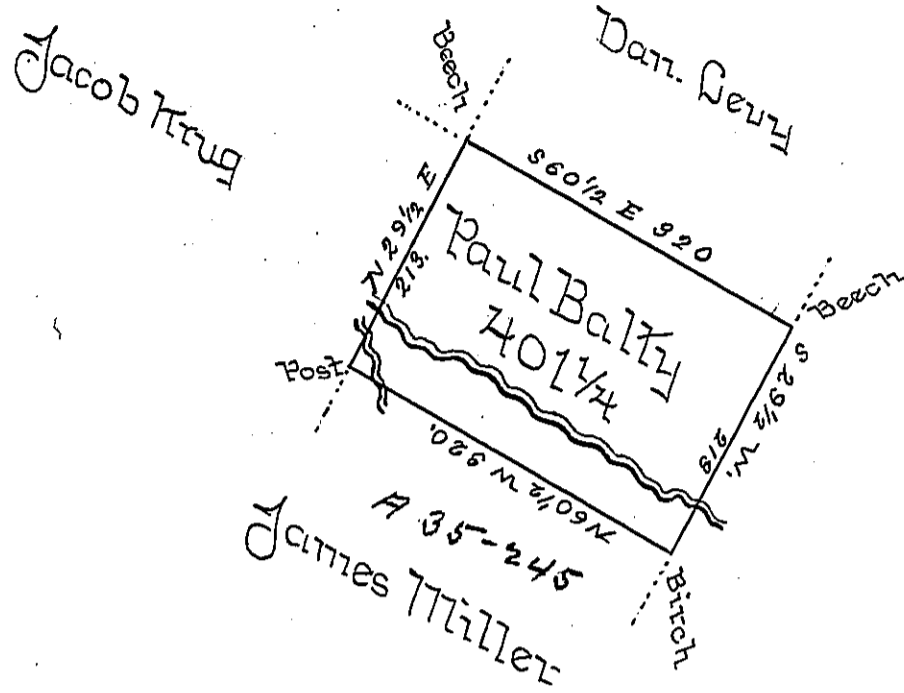 Jacob Krug
Beech
Dan. Levy
S 60 1/2 E 320
N 29 1/2 E
213.
Paul Balty
401 1/4
Beech
S 29 1/2 W.
213
Post.
N 60 1/2 W 320.
A 35-245
James Miller
Birch